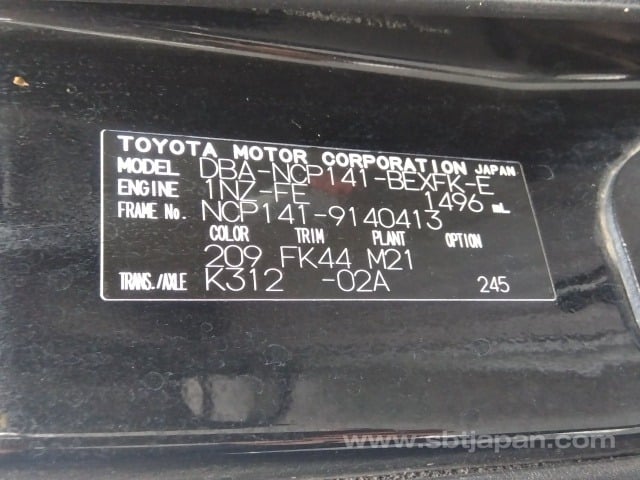 TOYOTA MOTOR CORPORATION JAPAN
MODEL DBA-NCP141-BEXFK-E
ENGINE 1NZ-FE 1496 mL
FRAME No. NCP141-9140413
COLOR TRIM PLANT OPTION
209 FK44 M21
TRANS./AXLE K312 -02A 245
www.sbtjapan.com